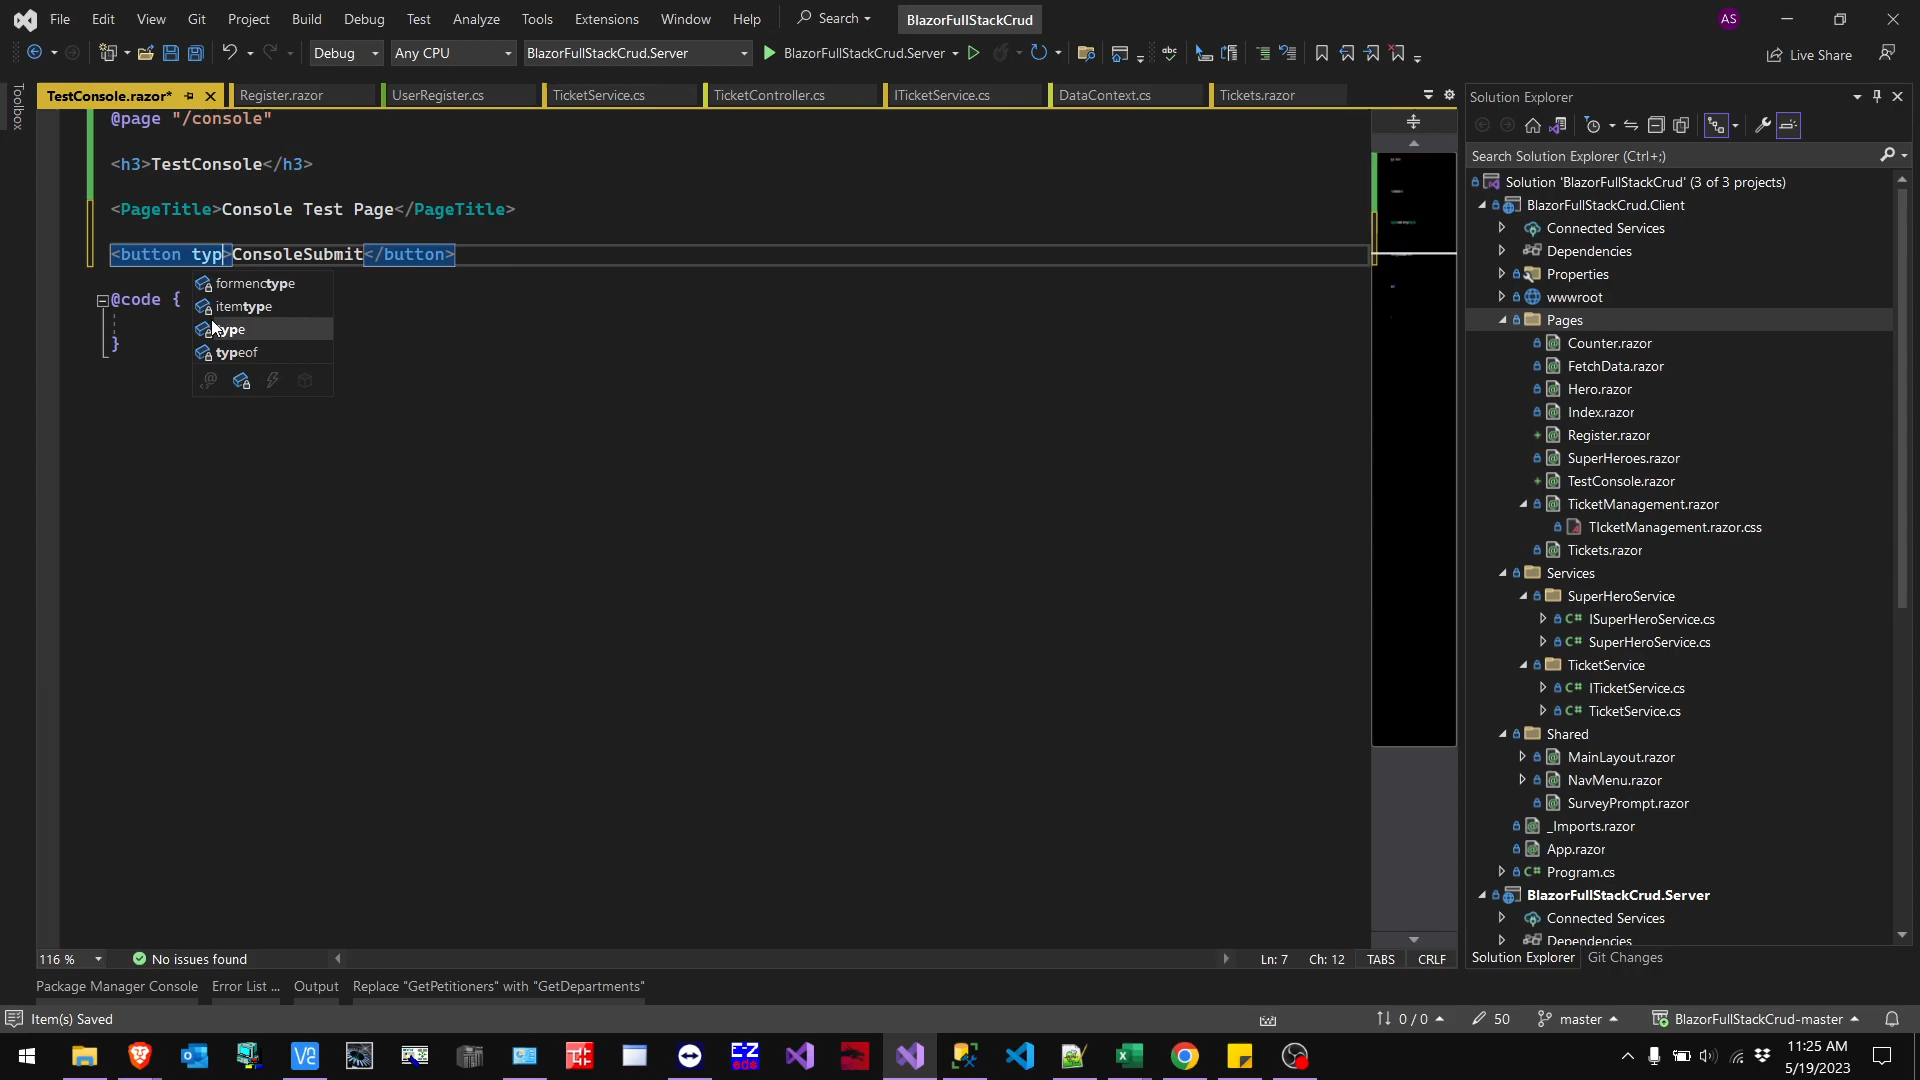 File Edit View Git Project Build Debug Test Analyze Tools Extensions Window Help Search BlazorFullStackCrud AS
Debug Any CPU BlazorFullStackCrud.Server BlazorFullStackCrud.Server Live Share
Toolbox
TestConsole.razor* Register.razor UserRegister.cs TicketService.cs TicketController.cs ITicketService.cs DataContext.cs Tickets.razor
@page "/console"
<h3>TestConsole</h3>
<PageTitle>Console Test Page</PageTitle>
<button typ>ConsoleSubmit</button>
formenctype
itemtype
type
typeof
@code {
}
Solution Explorer
Search Solution Explorer (Ctrl+;)
Solution 'BlazorFullStackCrud' (3 of 3 projects)
BlazorFullStackCrud.Client
Connected Services
Dependencies
Properties
wwwroot
Pages
Counter.razor
FetchData.razor
Hero.razor
Index.razor
Register.razor
SuperHeroes.razor
TestConsole.razor
TicketManagement.razor
TIcketManagement.razor.css
Tickets.razor
Services
SuperHeroService
C# ISuperHeroService.cs
C# SuperHeroService.cs
TicketService
C# ITicketService.cs
C# TicketService.cs
Shared
MainLayout.razor
NavMenu.razor
SurveyPrompt.razor
_Imports.razor
App.razor
C# Program.cs
BlazorFullStackCrud.Server
Connected Services
Dependencies
Solution Explorer Git Changes
116 % No issues found Ln: 7 Ch: 12 TABS CRLF
Package Manager Console Error List ... Output Replace "GetPetitioners" with "GetDepartments"
Item(s) Saved 0 / 0 50 master BlazorFullStackCrud-master
11:25 AM
5/19/2023